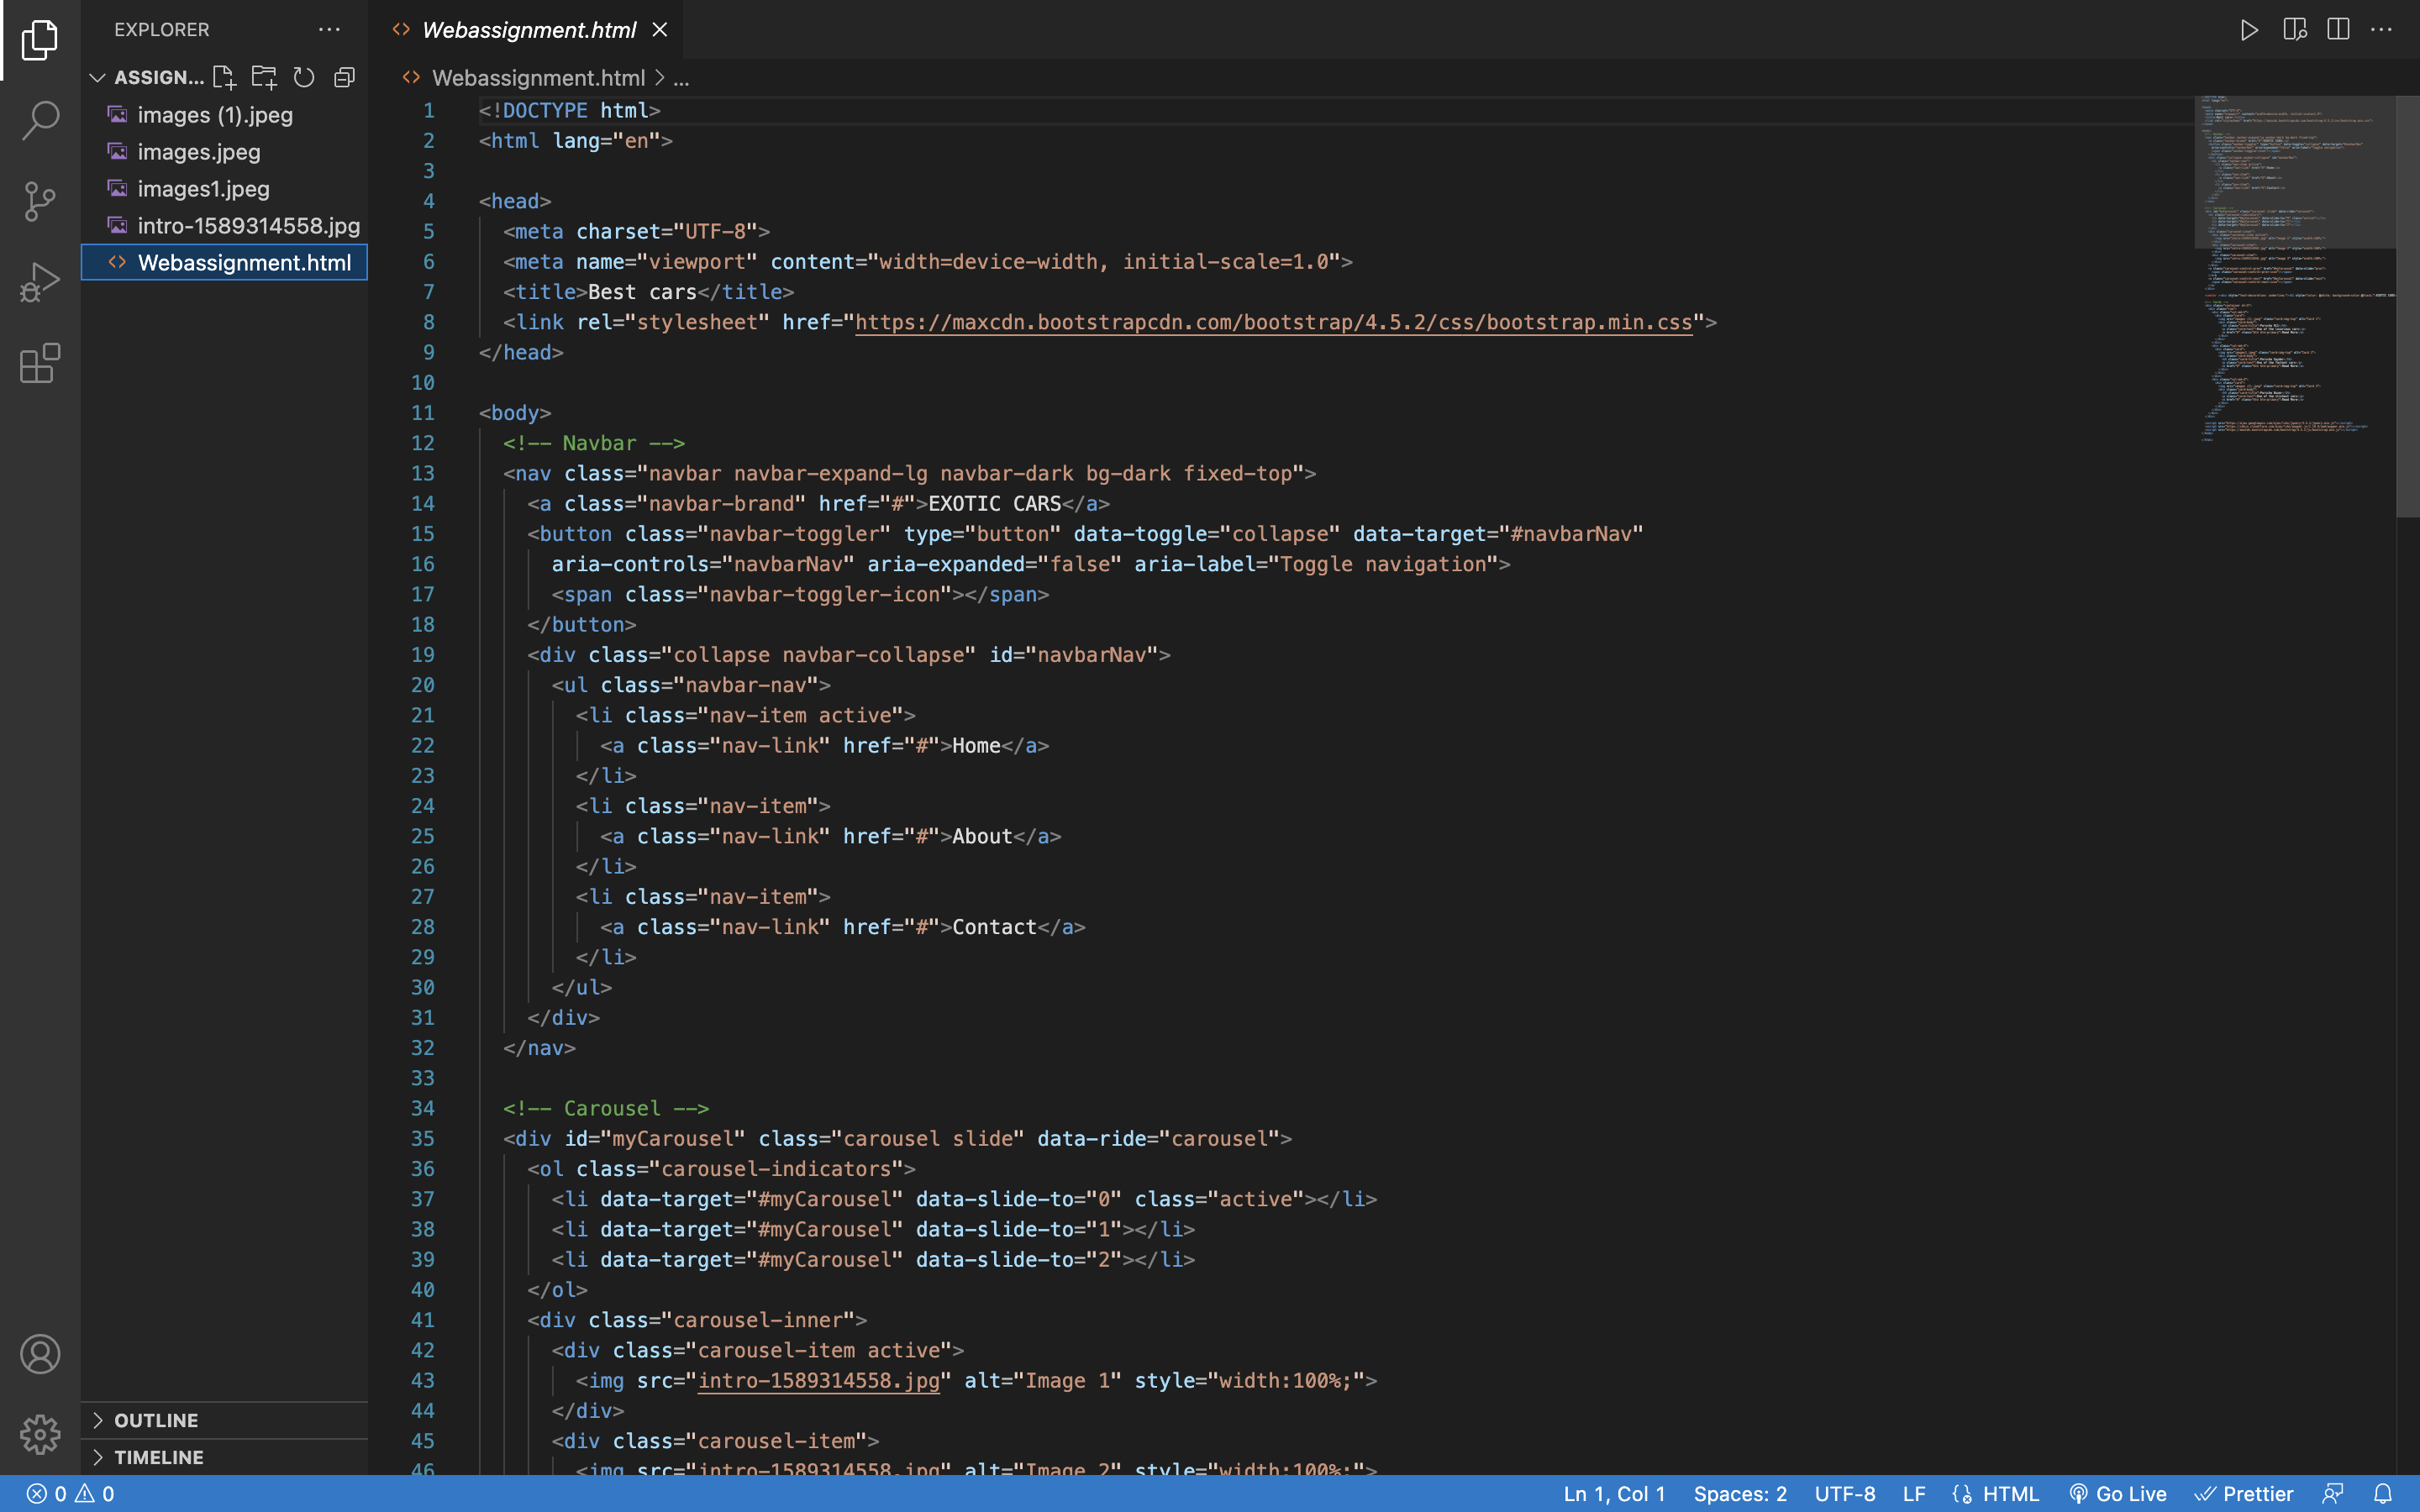 EXPLORER
ASSIGN...
images (1).jpeg
images.jpeg
images1.jpeg
intro-1589314558.jpg
Webassignment.html
OUTLINE
TIMELINE
Webassignment.html
Webassignment.html > ...
1 <!DOCTYPE html>
2 <html lang="en">
3
4 <head>
5 <meta charset="UTF-8">
6 <meta name="viewport" content="width=device-width, initial-scale=1.0">
7 <title>Best cars</title>
8 <link rel="stylesheet" href="https://maxcdn.bootstrapcdn.com/bootstrap/4.5.2/css/bootstrap.min.css">
9 </head>
10
11 <body>
12 <!-- Navbar -->
13 <nav class="navbar navbar-expand-lg navbar-dark bg-dark fixed-top">
14 <a class="navbar-brand" href="#">EXOTIC CARS</a>
15 <button class="navbar-toggler" type="button" data-toggle="collapse" data-target="#navbarNav"
16 aria-controls="navbarNav" aria-expanded="false" aria-label="Toggle navigation">
17 <span class="navbar-toggler-icon"></span>
18 </button>
19 <div class="collapse navbar-collapse" id="navbarNav">
20 <ul class="navbar-nav">
21 <li class="nav-item active">
22 <a class="nav-link" href="#">Home</a>
23 </li>
24 <li class="nav-item">
25 <a class="nav-link" href="#">About</a>
26 </li>
27 <li class="nav-item">
28 <a class="nav-link" href="#">Contact</a>
29 </li>
30 </ul>
31 </div>
32 </nav>
33
34 <!-- Carousel -->
35 <div id="myCarousel" class="carousel slide" data-ride="carousel">
36 <ol class="carousel-indicators">
37 <li data-target="#myCarousel" data-slide-to="0" class="active"></li>
38 <li data-target="#myCarousel" data-slide-to="1"></li>
39 <li data-target="#myCarousel" data-slide-to="2"></li>
40 </ol>
41 <div class="carousel-inner">
42 <div class="carousel-item active">
43 <img src="intro-1589314558.jpg" alt="Image 1" style="width:100%;">
44 </div>
45 <div class="carousel-item">
46 <img src="intro-1589314558.jpg" alt="Image 2" style="width:100%;">
0 0
Ln 1, Col 1 Spaces: 2 UTF-8 LF HTML Go Live Prettier